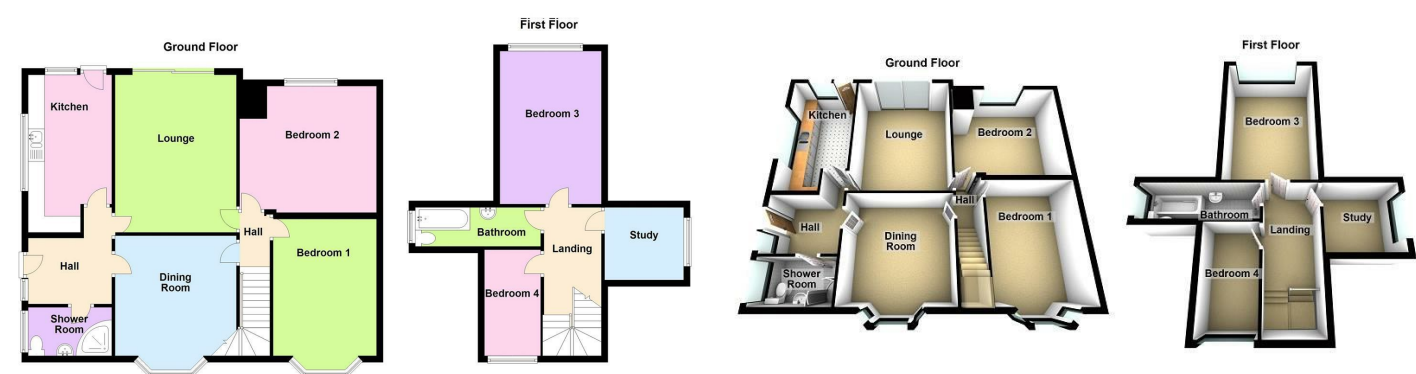 Ground Floor
Kitchen
Lounge
Bedroom 2
Hall
Hall
Bedroom 1
Dining
Room
Shower
Room
First Floor
Bedroom 3
Bathroom
Landing
Study
Bedroom 4
Ground Floor
Kitchen
Lounge
Bedroom 2
Hall
Hall
Bedroom 1
Dining
Room
Shower
Room
First Floor
Bedroom 3
Bathroom
Landing
Study
Bedroom 4